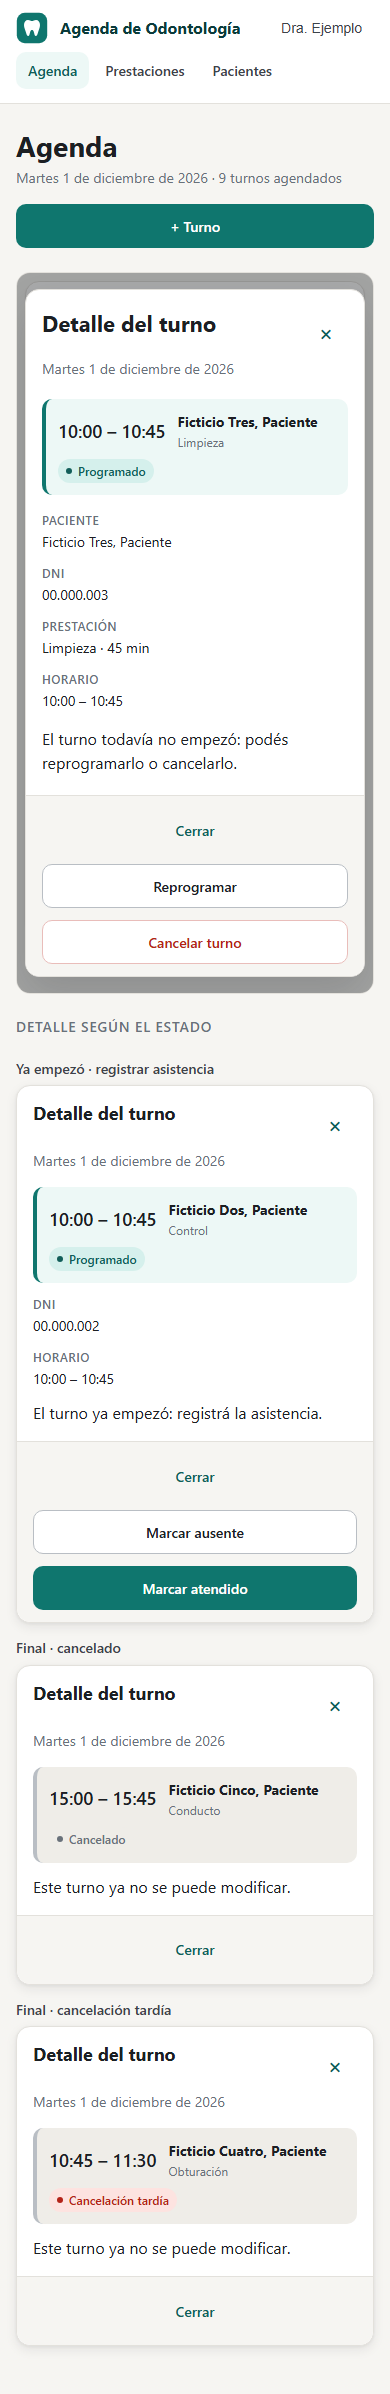 Agenda de Odontología
Dra. Ejemplo
Agenda
Prestaciones
Pacientes
Agenda
Martes 1 de diciembre de 2026 · 9 turnos agendados
+ Turno
Detalle del turno
×
Martes 1 de diciembre de 2026
10:00 – 10:45
Ficticio Tres, Paciente
Limpieza
Programado
PACIENTE
Ficticio Tres, Paciente
DNI
00.000.003
PRESTACIÓN
Limpieza · 45 min
HORARIO
10:00 – 10:45
El turno todavía no empezó: podés
reprogramarlo o cancelarlo.
Cerrar
Reprogramar
Cancelar turno
DETALLE SEGÚN EL ESTADO
Ya empezó · registrar asistencia
Detalle del turno
×
Martes 1 de diciembre de 2026
10:00 – 10:45
Ficticio Dos, Paciente
Control
Programado
DNI
00.000.002
HORARIO
10:00 – 10:45
El turno ya empezó: registrá la asistencia.
Cerrar
Marcar ausente
Marcar atendido
Final · cancelado
Detalle del turno
×
Martes 1 de diciembre de 2026
15:00 – 15:45
Ficticio Cinco, Paciente
Conducto
Cancelado
Este turno ya no se puede modificar.
Cerrar
Final · cancelación tardía
Detalle del turno
×
Martes 1 de diciembre de 2026
10:45 – 11:30
Ficticio Cuatro, Paciente
Obturación
Cancelación tardía
Este turno ya no se puede modificar.
Cerrar